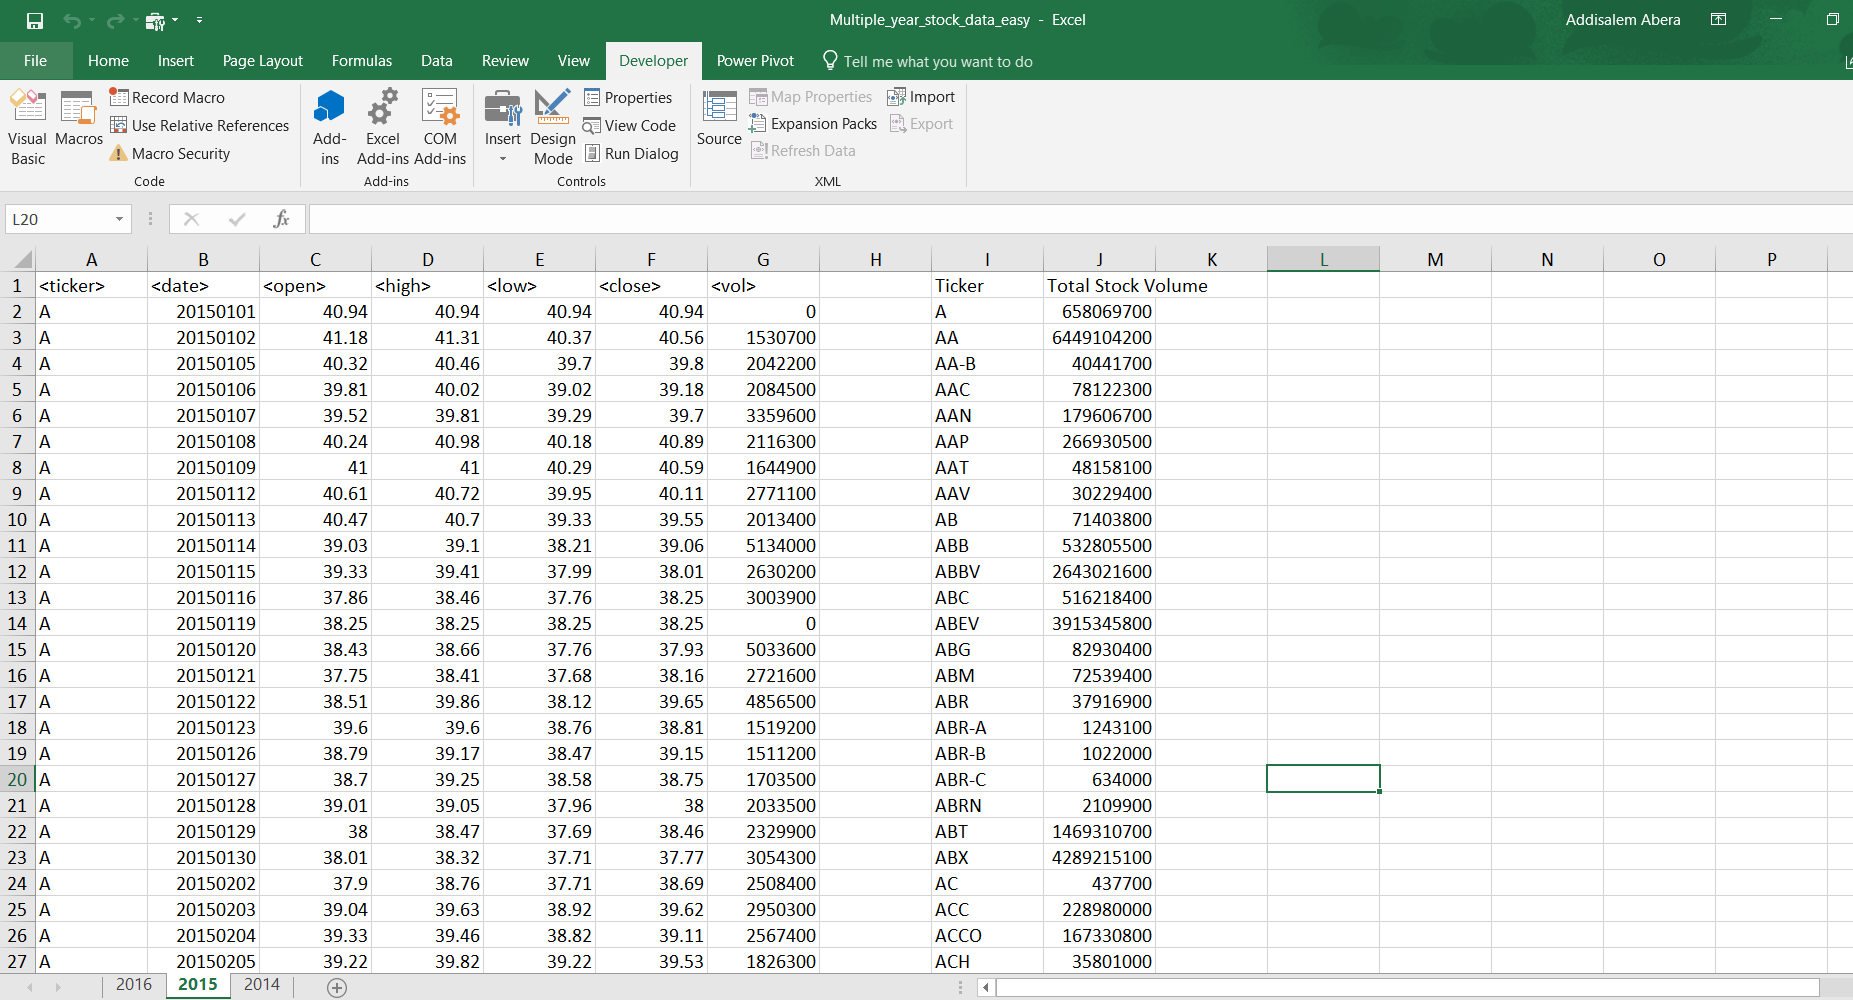 Multiple_year_stock_data_easy - Excel
Addisalem Abera
File Home Insert Page Layout Formulas Data Review View Developer Power Pivot Tell me what you want to do
Visual Basic
Macros
Record Macro
Use Relative References
Macro Security
Code
Add-ins
Excel Add-ins
COM Add-ins
Add-ins
Insert
Design Mode
Properties
View Code
Run Dialog
Controls
Source
Map Properties
Expansion Packs
Refresh Data
Import
Export
XML
L20
fx
A B C D E F G H I J K L M N O P
1 <ticker> <date> <open> <high> <low> <close> <vol> Ticker Total Stock Volume
2 A 20150101 40.94 40.94 40.94 40.94 0 A 658069700
3 A 20150102 41.18 41.31 40.37 40.56 1530700 AA 6449104200
4 A 20150105 40.32 40.46 39.7 39.8 2042200 AA-B 40441700
5 A 20150106 39.81 40.02 39.02 39.18 2084500 AAC 78122300
6 A 20150107 39.52 39.81 39.29 39.7 3359600 AAN 179606700
7 A 20150108 40.24 40.98 40.18 40.89 2116300 AAP 266930500
8 A 20150109 41 41 40.29 40.59 1644900 AAT 48158100
9 A 20150112 40.61 40.72 39.95 40.11 2771100 AAV 30229400
10 A 20150113 40.47 40.7 39.33 39.55 2013400 AB 71403800
11 A 20150114 39.03 39.1 38.21 39.06 5134000 ABB 532805500
12 A 20150115 39.33 39.41 37.99 38.01 2630200 ABBV 2643021600
13 A 20150116 37.86 38.46 37.76 38.25 3003900 ABC 516218400
14 A 20150119 38.25 38.25 38.25 38.25 0 ABEV 3915345800
15 A 20150120 38.43 38.66 37.76 37.93 5033600 ABG 82930400
16 A 20150121 37.75 38.41 37.68 38.16 2721600 ABM 72539400
17 A 20150122 38.51 39.86 38.12 39.65 4856500 ABR 37916900
18 A 20150123 39.6 39.6 38.76 38.81 1519200 ABR-A 1243100
19 A 20150126 38.79 39.17 38.47 39.15 1511200 ABR-B 1022000
20 A 20150127 38.7 39.25 38.58 38.75 1703500 ABR-C 634000
21 A 20150128 39.01 39.05 37.96 38 2033500 ABRN 2109900
22 A 20150129 38 38.47 37.69 38.46 2329900 ABT 1469310700
23 A 20150130 38.01 38.32 37.71 37.77 3054300 ABX 4289215100
24 A 20150202 37.9 38.76 37.71 38.69 2508400 AC 437700
25 A 20150203 39.04 39.63 38.92 39.62 2950300 ACC 228980000
26 A 20150204 39.33 39.46 38.82 39.11 2567400 ACCO 167330800
27 A 20150205 39.22 39.82 39.22 39.53 1826300 ACH 35801000
2016 2015 2014